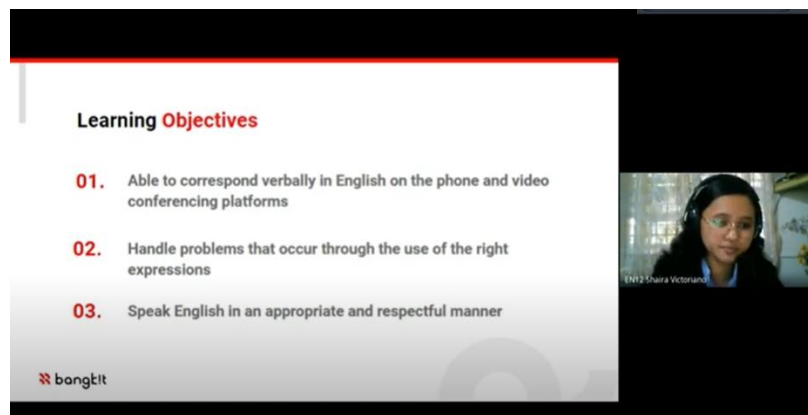 Learning Objectives
01.
Able to correspond verbally in English on the phone and video
conferencing platforms
02.
Handle problems that occur through the use of the right
expressions
03.
Speak English in an appropriate and respectful manner
bangk!t
EN12 Shaira Victoriano